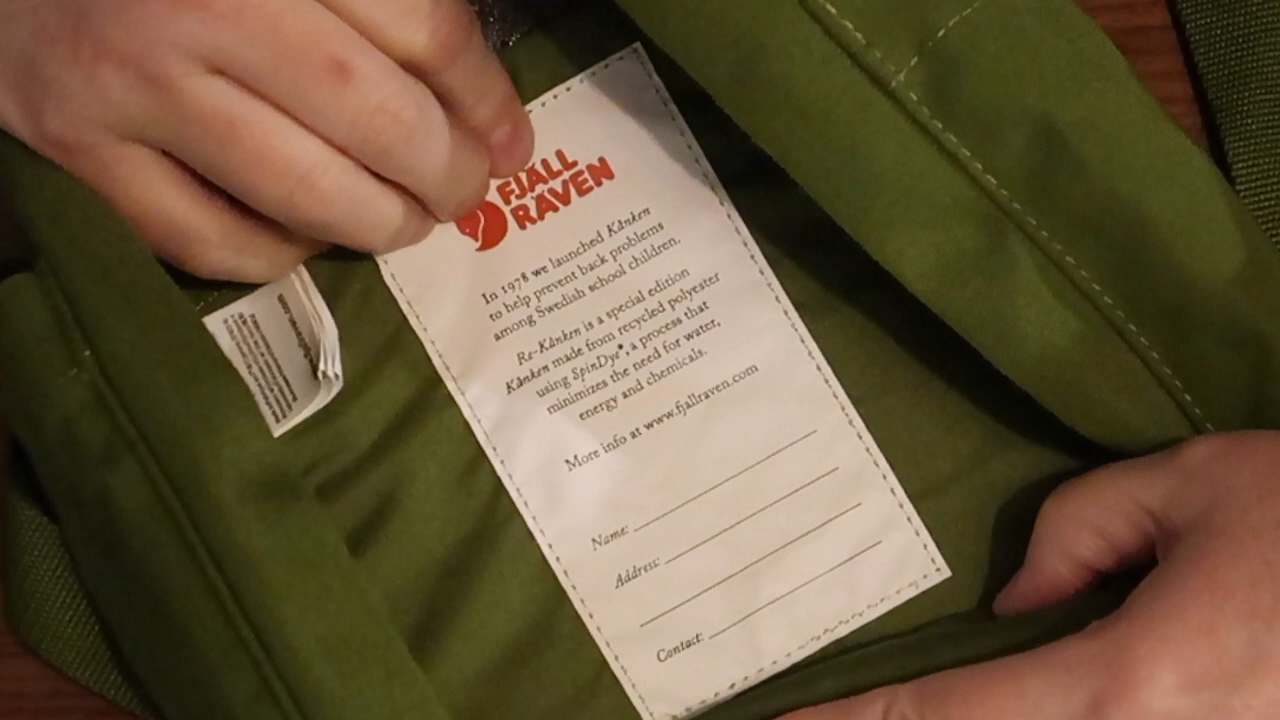 FJÄLL
RÄVEN
In 1978 we launched Kånken
to help prevent back problems
among Swedish school children.
Re-Kånken is a special edition
Kånken made from recycled polyester
using SpinDye®, a process that
minimizes the need for water,
energy and chemicals.
More info at www.fjallraven.com
Name:
Address:
Contact: